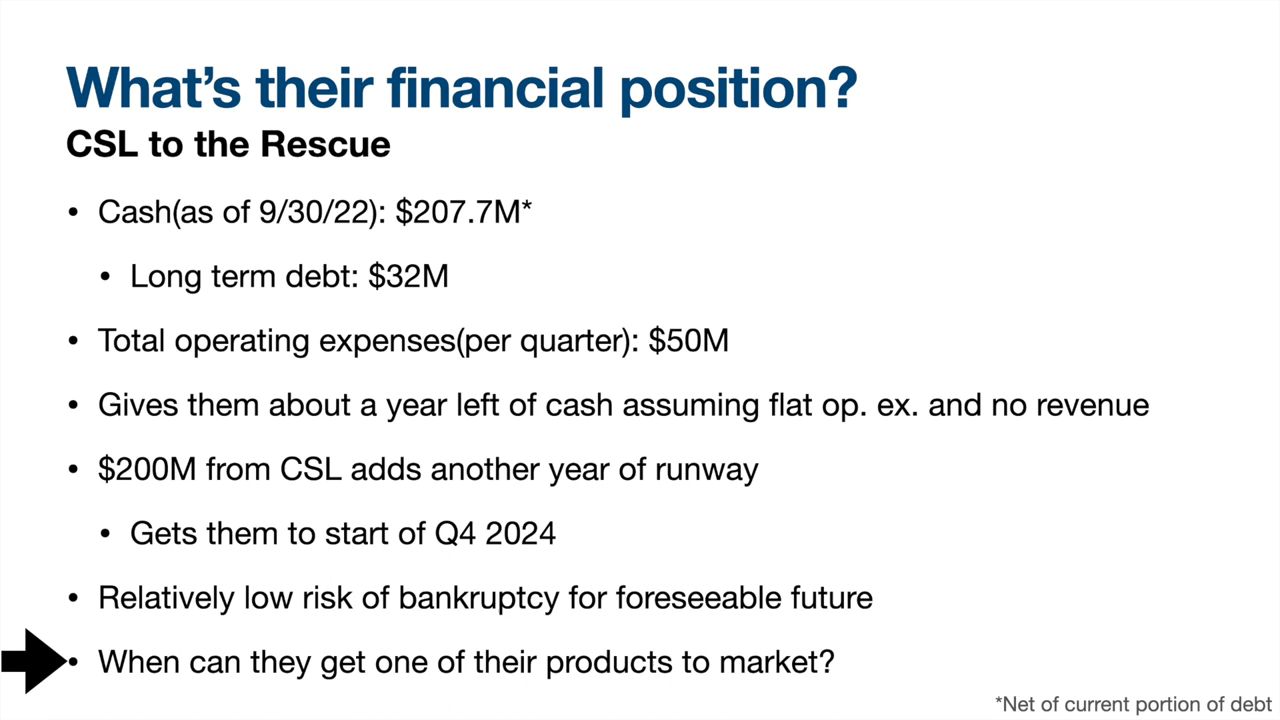 What's their financial position?
CSL to the Rescue
• Cash(as of 9/30/22): $207.7M*
• Long term debt: $32M
• Total operating expenses(per quarter): $50M
• Gives them about a year left of cash assuming flat op. ex. and no revenue
• $200M from CSL adds another year of runway
• Gets them to start of Q4 2024
• Relatively low risk of bankruptcy for foreseeable future
• When can they get one of their products to market?
*Net of current portion of debt